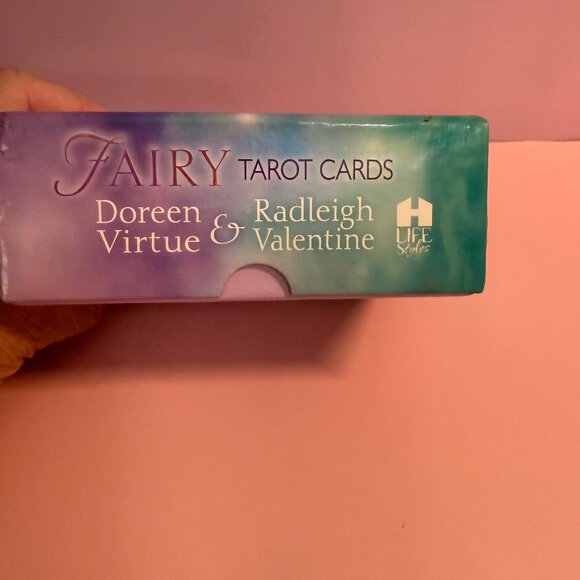 FAIRY TAROT CARDS
Doreen Virtue & Radleigh Valentine
H
LIFE
Styles